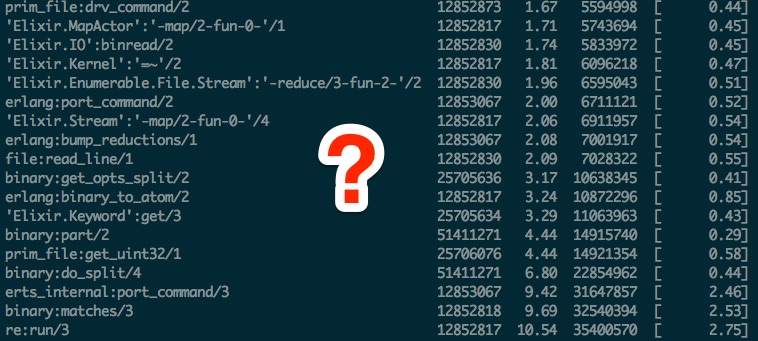 prim_file:drv_command/2 12852873 1.67 5594998 [ 0.44]
'Elixir.MapActor':'-map/2-fun-0-'/1 12852817 1.71 5743694 [ 0.45]
'Elixir.IO':binread/2 12852830 1.74 5833972 [ 0.45]
'Elixir.Kernel':'=~'/2 12852817 1.81 6096218 [ 0.47]
'Elixir.Enumerable.File.Stream':'-reduce/3-fun-2-'/2 12852830 1.96 6595043 [ 0.51]
erlang:port_command/2 12853067 2.00 6711121 [ 0.52]
'Elixir.Stream':'-map/2-fun-0-'/4 12852817 2.06 6911957 [ 0.54]
erlang:bump_reductions/1 12853067 2.08 7001917 [ 0.54]
file:read_line/1 12852830 2.09 7028322 [ 0.55]
binary:get_opts_split/2 25705636 3.17 10638345 [ 0.41]
erlang:binary_to_atom/2 12852817 3.24 10872296 [ 0.85]
'Elixir.Keyword':get/3 25705634 3.29 11063963 [ 0.43]
binary:part/2 51411271 4.44 14915740 [ 0.29]
prim_file:get_uint32/1 25706076 4.44 14921354 [ 0.58]
binary:do_split/4 51411271 6.80 22854962 [ 0.44]
erts_internal:port_command/3 12853067 9.42 31647857 [ 2.46]
binary:matches/3 12852818 9.69 32540394 [ 2.53]
re:run/3 12852817 10.54 35400570 [ 2.75]
?